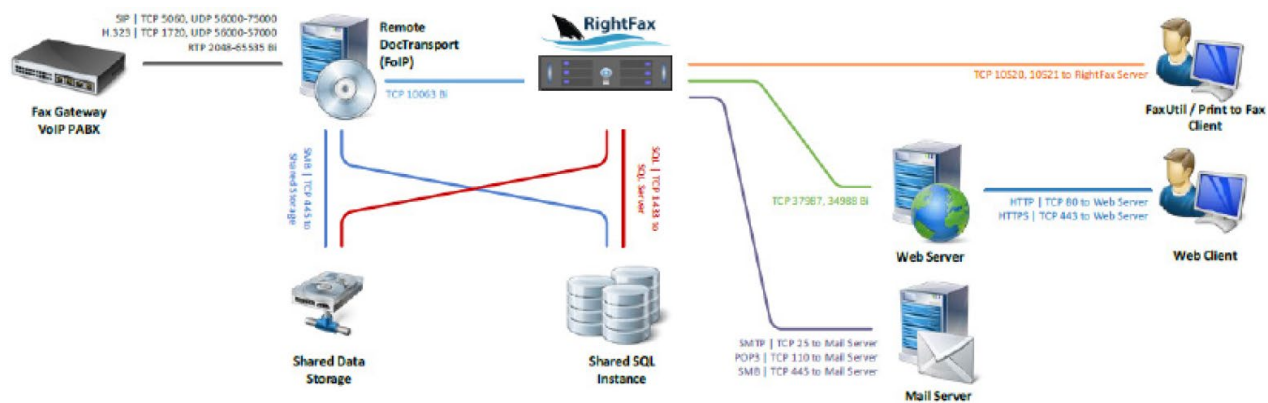 SIP | TCP 5060, UDP 56000-75000
H.323 | TCP 1720, UDP 56000-57000
RTP 2048-65535 Bi
Fax Gateway
VoIP PABX
Remote
DocTransport
(FoIP)
TCP 10063 Bi
RightFax
TCP 10520, 10521 to RightFax Server
FaxUtil / Print to Fax
Client
SMB | TCP 445 to
Shared Storage
SQL | TCP 1433 to
SQL Server
TCP 37987, 34988 Bi
HTTP | TCP 80 to Web Server
HTTPS | TCP 443 to Web Server
Web Server
Web Client
Shared Data
Storage
Shared SQL
Instance
SMTP | TCP 25 to Mail Server
POP3 | TCP 110 to Mail Server
SMB | TCP 445 to Mail Server
Mail Server